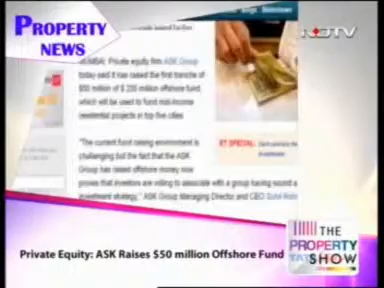 PROPERTY
NEWS
NDTV
MUMBAI: Private equity firm ASK Group
today said it has raised the first tranche of
$50 million of $ 200 million offshore fund,
which will be used to fund mid-income
residential projects in top five cities
"The current fund raising environment is
challenging but the fact that the ASK
Group has raised offshore money now
proves that investors are willing to associate with a group having sound a
investment strategy," ASK Group Managing Director and CEO Sunil Rohok
ET SPECIAL:
Private Equity: ASK Raises $50 million Offshore Fund
THE
PROPERTY
SHOW